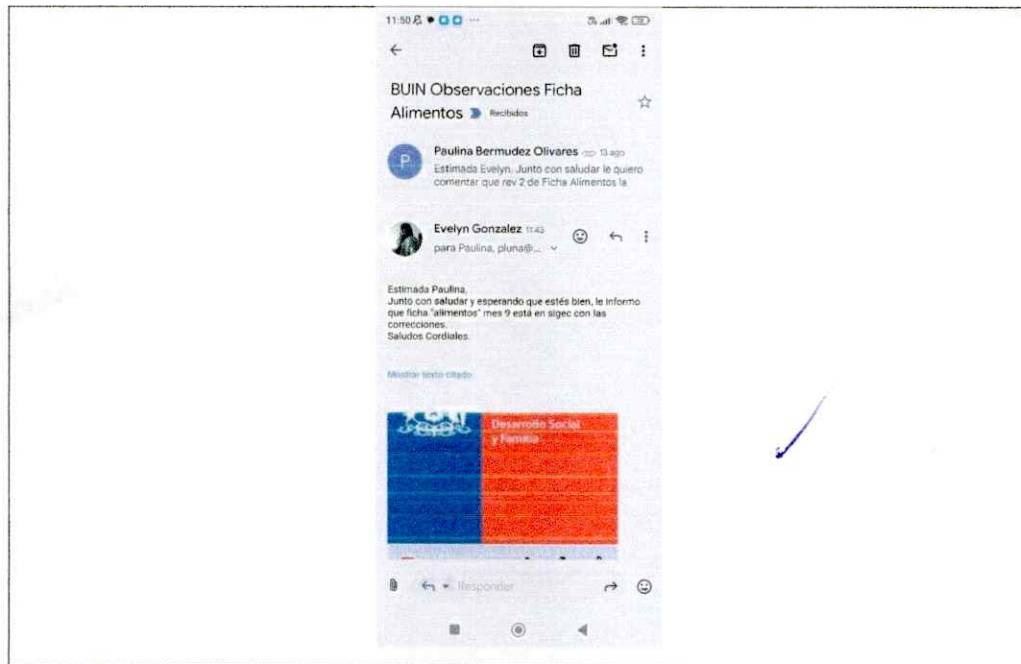 11:50
BUIN Observaciones Ficha
Alimentos Recibidos
P
Paulina Bermudez Olivares 13 ago
Estimada Evelyn. Junto con saludar le quiero
comentar que rev 2 de Ficha Alimentos la
Evelyn Gonzalez 11:43
para Paulina, pluna@...
Estimada Paulina,
Junto con saludar y esperando que estés bien, le informo
que ficha "alimentos" mes 9 está en sigec con las
correcciones.
Saludos Cordiales.
Mostrar texto citado
Desarrollo Social
y Familia
Responder